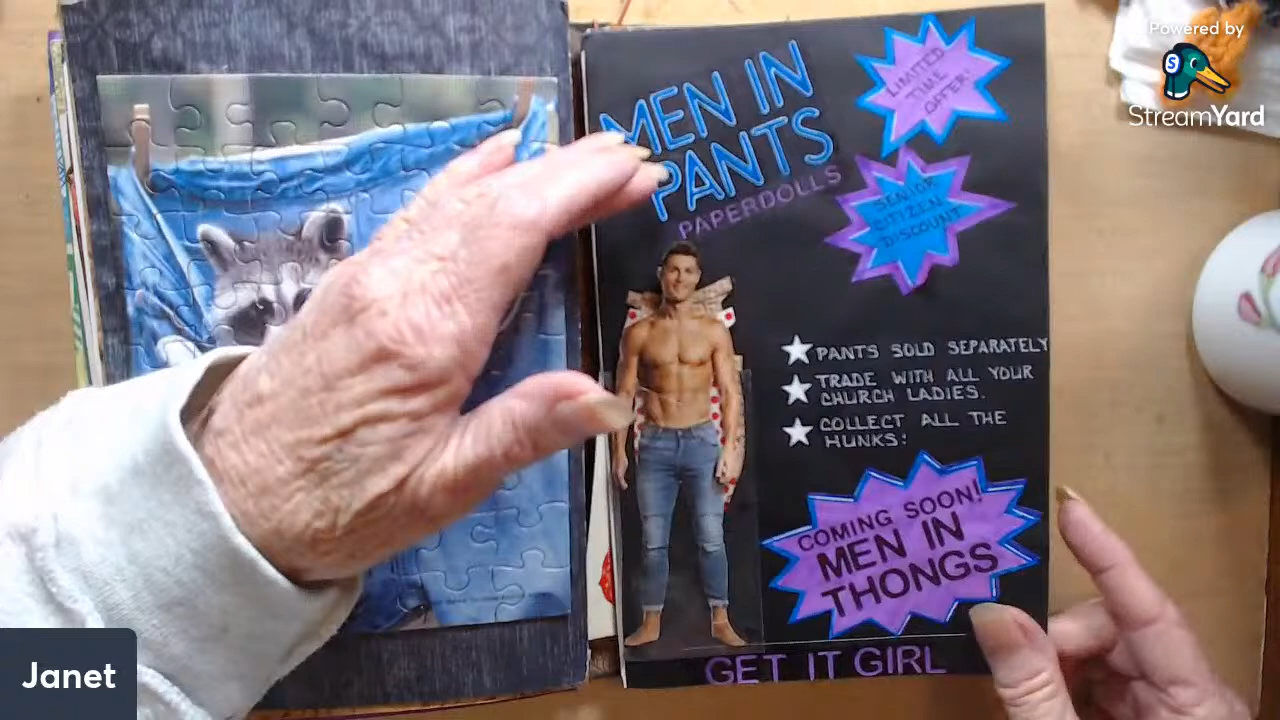 Powered by
StreamYard
MEN IN
PANTS
PAPERDOLLS
LIMITED
TIME
OFFER!
SENIOR
CITIZEN
DISCOUNT
PANTS SOLD SEPARATELY
TRADE WITH ALL YOUR
CHURCH LADIES.
COLLECT ALL THE
HUNKS!
COMING SOON!
MEN IN
THONGS
GET IT GIRL
Janet